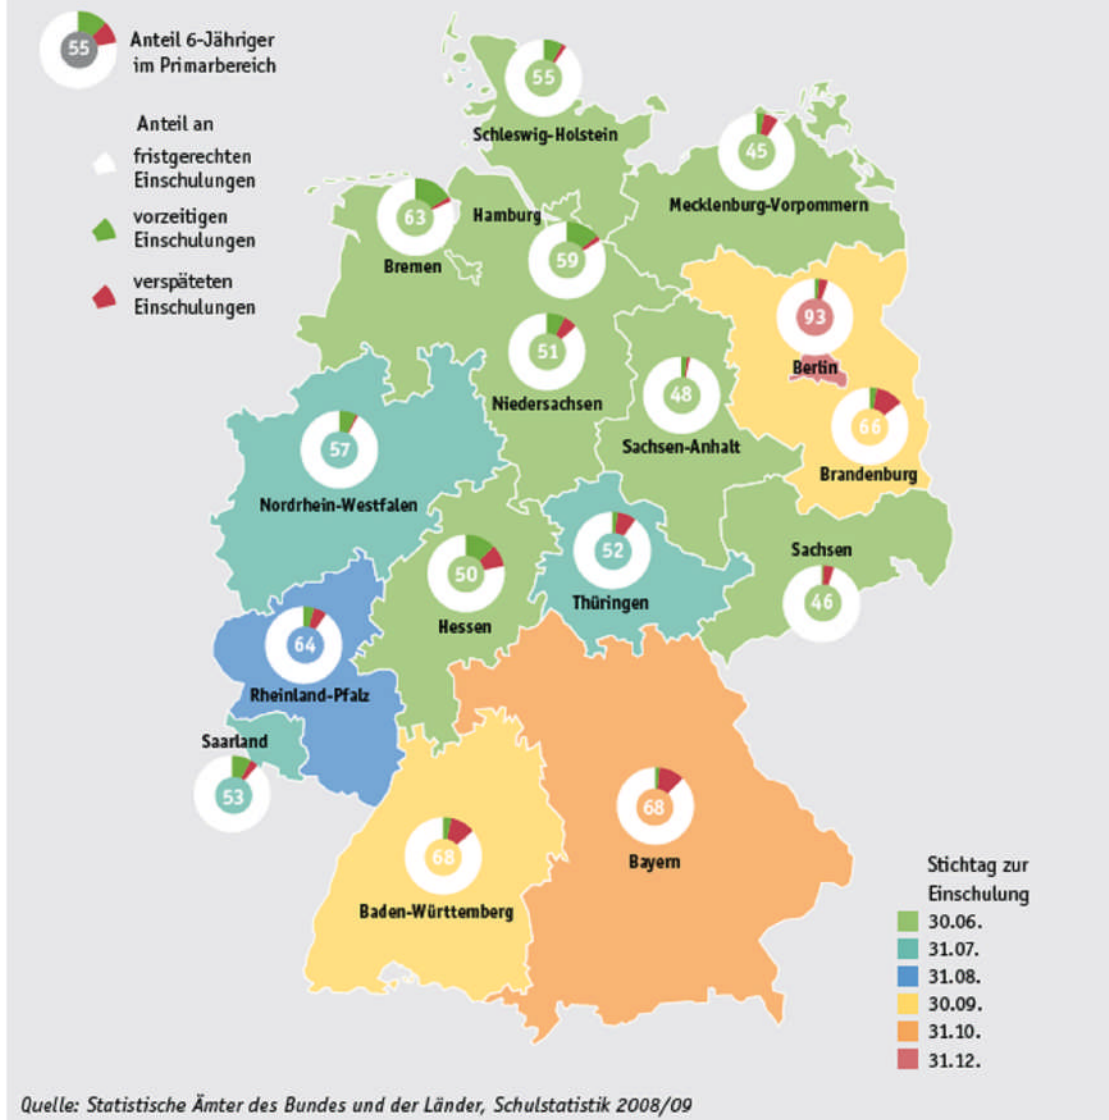 55
Anteil 6-Jähriger
im Primarbereich
Anteil an
fristgerechten
Einschulungen
vorzeitigen
Einschulungen
verspäteten
Einschulungen
55
Schleswig-Holstein
45
Mecklenburg-Vorpommern
63
Bremen
Hamburg
59
93
Berlin
51
Niedersachsen
48
Sachsen-Anhalt
66
Brandenburg
57
Nordrhein-Westfalen
50
Hessen
52
Thüringen
Sachsen
46
64
Rheinland-Pfalz
Saarland
53
68
Bayern
68
Baden-Württemberg
Stichtag zur
Einschulung
30.06.
31.07.
31.08.
30.09.
31.10.
31.12.
Quelle: Statistische Ämter des Bundes und der Länder, Schulstatistik 2008/09